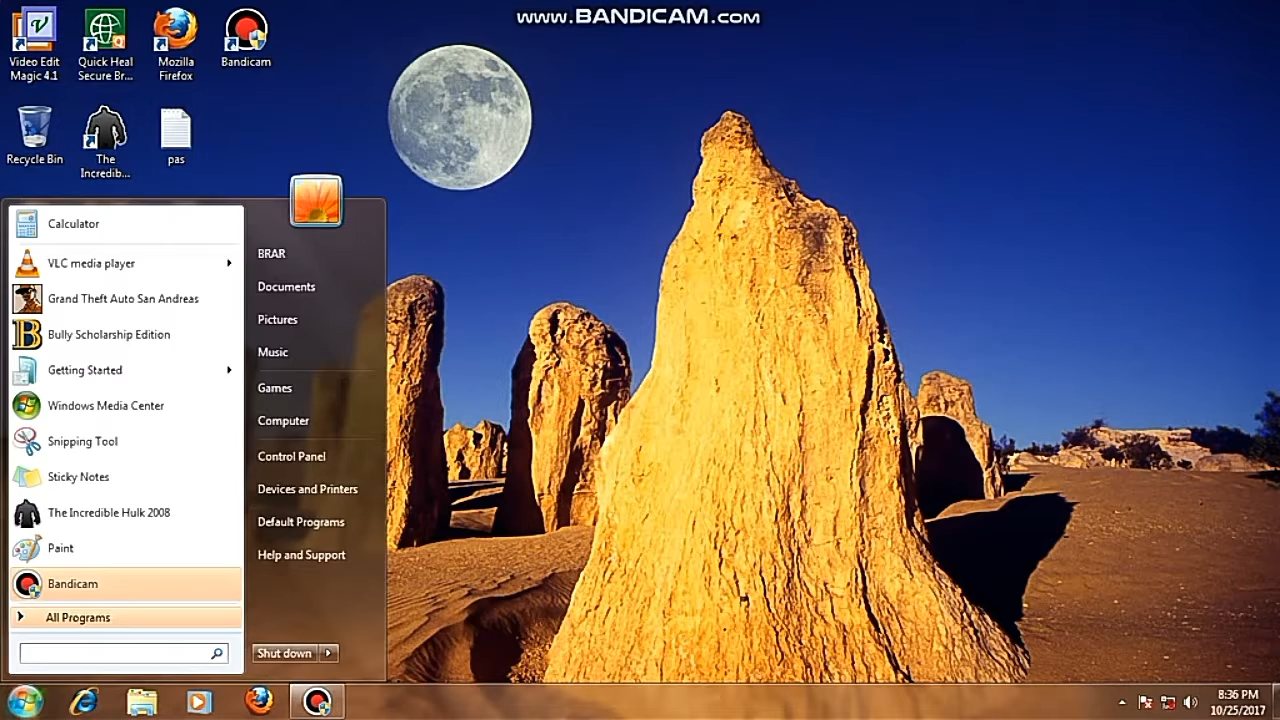 www.BANDICAM.com
Video Edit
Magic 4.1
Quick Heal
Secure Br...
Mozilla
Firefox
Bandicam
Recycle Bin
The
Incredib...
pas
Calculator
VLC media player
Grand Theft Auto San Andreas
Bully Scholarship Edition
Getting Started
Windows Media Center
Snipping Tool
Sticky Notes
The Incredible Hulk 2008
Paint
Bandicam
All Programs
BRAR
Documents
Pictures
Music
Games
Computer
Control Panel
Devices and Printers
Default Programs
Help and Support
Shut down
8:36 PM
10/25/2017